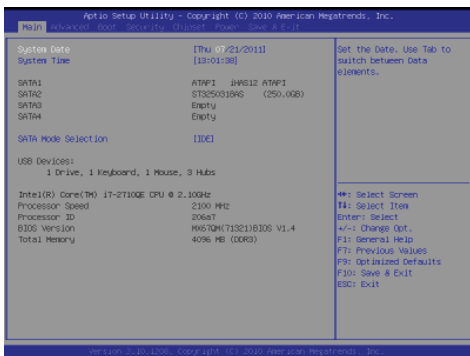 Aptio Setup Utility - Copyright (C) 2010 American Megatrends, Inc.
Main Advanced Boot Security Chipset Power Save & Exit
System Date [Thu 07/21/2011]
System Time [13:01:38]
SATA1 ATAPI iHAS12 ATAPI
SATA2 ST3250318AS (250.0GB)
SATA3 Empty
SATA4 Empty
SATA Mode Selection [IDE]
USB Devices:
1 Drive, 1 Keyboard, 1 Mouse, 3 Hubs
Intel(R) Core(TM) i7-2710QE CPU @ 2.10GHz
Processor Speed 2100 MHz
Processor ID 206a7
BIOS Version MX67QM(71321)BIOS V1.4
Total Memory 4096 MB (DDR3)
Set the Date. Use Tab to
switch between Data
elements.
↔: Select Screen
↑↓: Select Item
Enter: Select
+/-: Change Opt.
F1: General Help
F7: Previous Values
F9: Optimized Defaults
F10: Save & Exit
ESC: Exit
Version 2.10.1208. Copyright (C) 2010 American Megatrends, Inc.